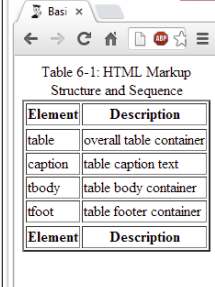 Basi
ABP
Table 6-1: HTML Markup
Structure and Sequence
Element Description
table overall table container
caption table caption text
tbody table body container
tfoot table footer container
Element Description